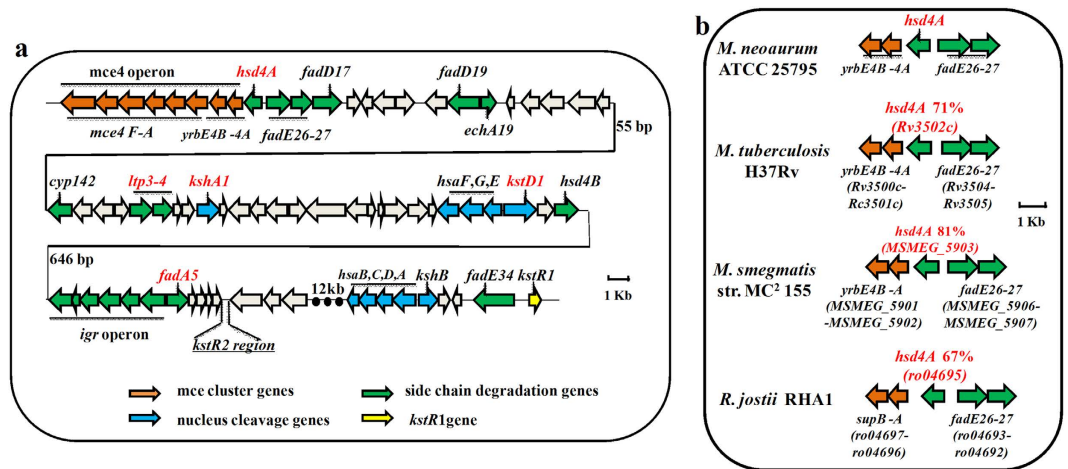 a
mce4 operon
hsd4A
fadD17
fadD19
mce4 F-A
yrbE4B -4A
fadE26-27
echA19
55 bp
cyp142
ltp3-4
kshA1
hsaF,G,E
kstD1
hsd4B
646 bp
fadA5
12kb
hsaB,C,D,A
kshB
fadE34
kstR1
1 Kb
igr operon
kstR2 region
mce cluster genes
side chain degradation genes
nucleus cleavage genes
kstR1gene
b
hsd4A
M. neoaurum
ATCC 25795
yrbE4B -4A
fadE26-27
hsd4A 71%
(Rv3502c)
M. tuberculosis
H37Rv
yrbE4B -4A
(Rv3500c-
Rc3501c)
fadE26-27
(Rv3504-
Rv3505)
1 Kb
hsd4A 81%
(MSMEG_5903)
M. smegmatis
str. MC² 155
yrbE4B-A
(MSMEG_5901
-MSMEG_5902)
fadE26-27
(MSMEG_5906-
MSMEG_5907)
hsd4A 67%
(ro04695)
R. jostii RHA1
supB -A
(ro04697-
ro04696)
fadE26-27
(ro04693-
ro04692)